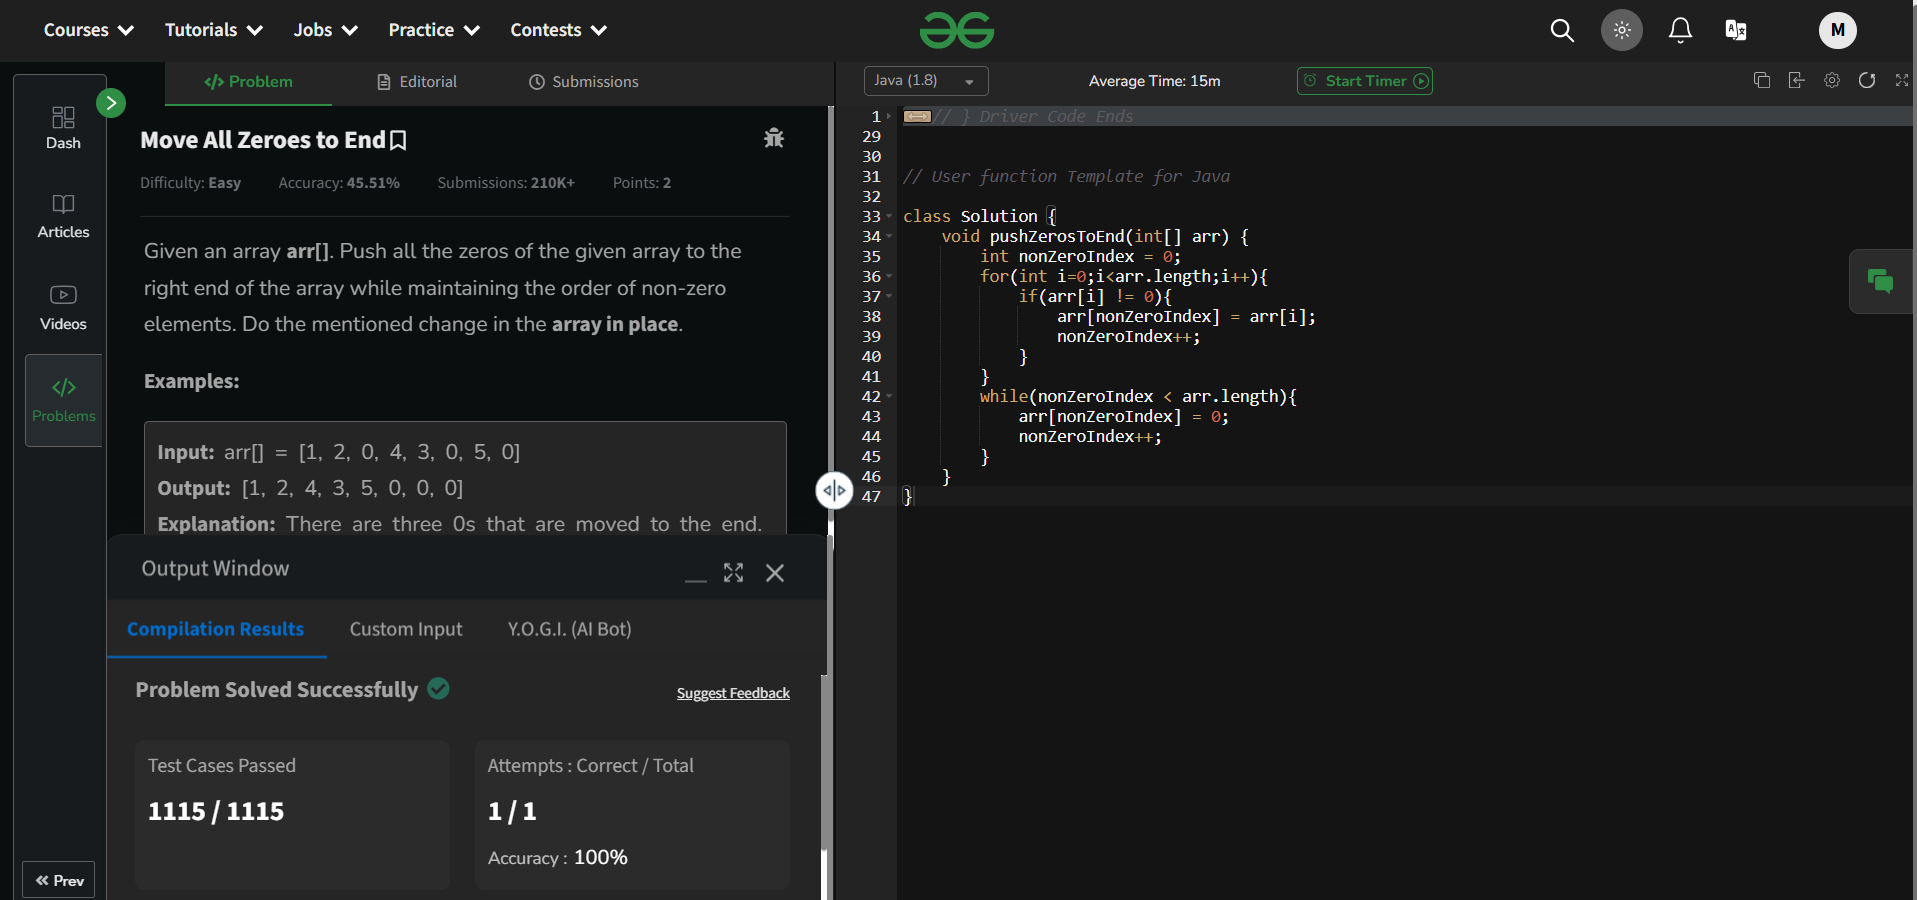 Courses Tutorials Jobs Practice Contests
M
Dash
Articles
Videos
Problems
Prev
Problem Editorial Submissions
Move All Zeroes to End
Difficulty: Easy Accuracy: 45.51% Submissions: 210K+ Points: 2
Given an array arr[]. Push all the zeros of the given array to the
right end of the array while maintaining the order of non-zero
elements. Do the mentioned change in the array in place.
Examples:
Input: arr[] = [1, 2, 0, 4, 3, 0, 5, 0]
Output: [1, 2, 4, 3, 5, 0, 0, 0]
Explanation: There are three 0s that are moved to the end.
Output Window
Compilation Results Custom Input Y.O.G.I. (AI Bot)
Problem Solved Successfully
Suggest Feedback
Test Cases Passed
1115 / 1115
Attempts : Correct / Total
1 / 1
Accuracy : 100%
Java (1.8) Average Time: 15m Start Timer
1 // } Driver Code Ends
29
30
31 // User function Template for Java
32
33 class Solution {
34 void pushZerosToEnd(int[] arr) {
35 int nonZeroIndex = 0;
36 for(int i=0;i<arr.length;i++){
37 if(arr[i] != 0){
38 arr[nonZeroIndex] = arr[i];
39 nonZeroIndex++;
40 }
41 }
42 while(nonZeroIndex < arr.length){
43 arr[nonZeroIndex] = 0;
44 nonZeroIndex++;
45 }
46 }
47 }